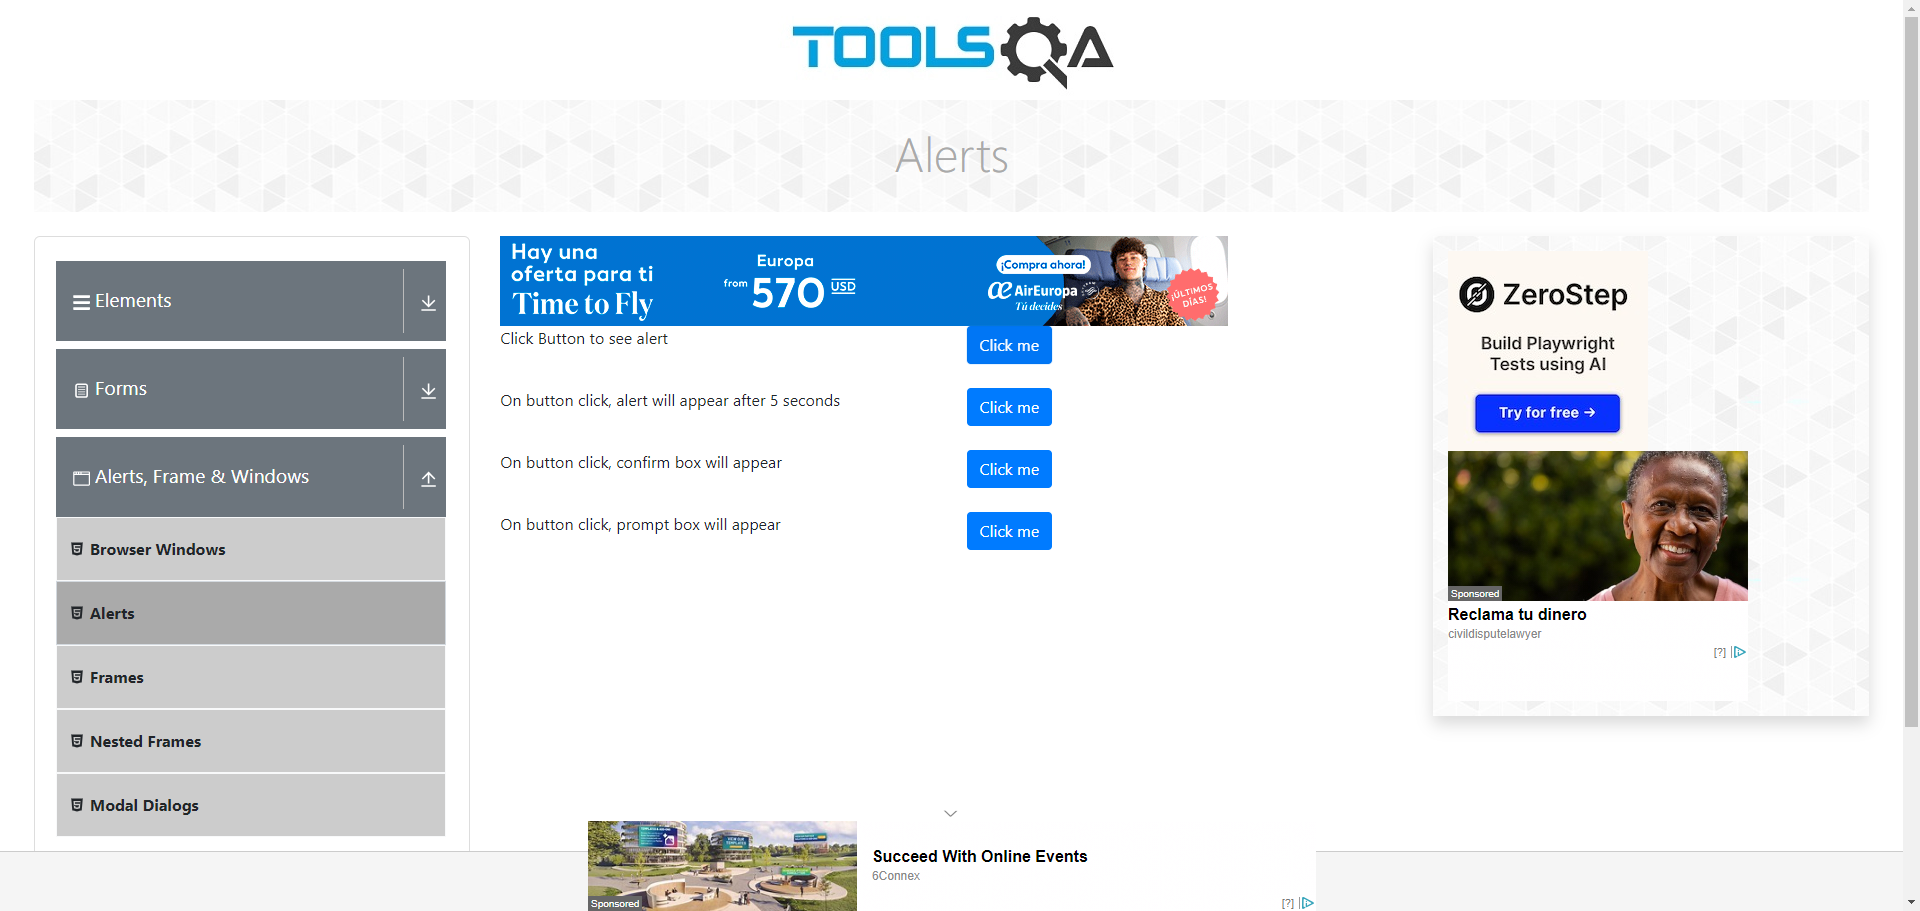 TOOLSQA
Alerts
Elements
Forms
Alerts, Frame & Windows
Browser Windows
Alerts
Frames
Nested Frames
Modal Dialogs
Hay una
oferta para ti
Time to Fly
Europa
from 570 USD
¡Compra ahora!
AirEuropa
Tú decides
¡ÚLTIMOS
DÍAS!
Click Button to see alert
Click me
On button click, alert will appear after 5 seconds
Click me
On button click, confirm box will appear
Click me
On button click, prompt box will appear
Click me
ZeroStep
Build Playwright
Tests using AI
Try for free →
Sponsored
Reclama tu dinero
civildisputelawyer
[?]
Sponsored
Succeed With Online Events
6Connex
[?]